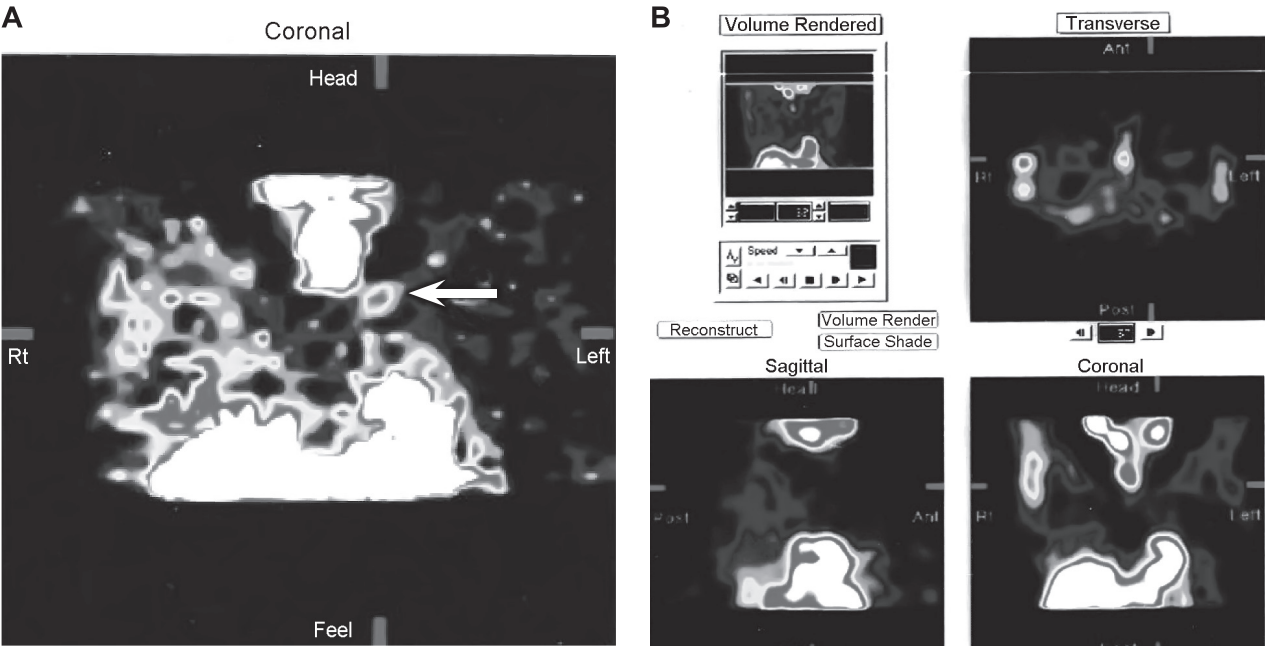 A
Coronal
Head
Rt
Left
Feel
B
Volume Rendered
Speed
Reconstruct
Volume Render
Surface Shade
Transverse
Ant
Rt
Left
Post
Sagittal
Head
Post
Ant
Coronal
Head
Rt
Left